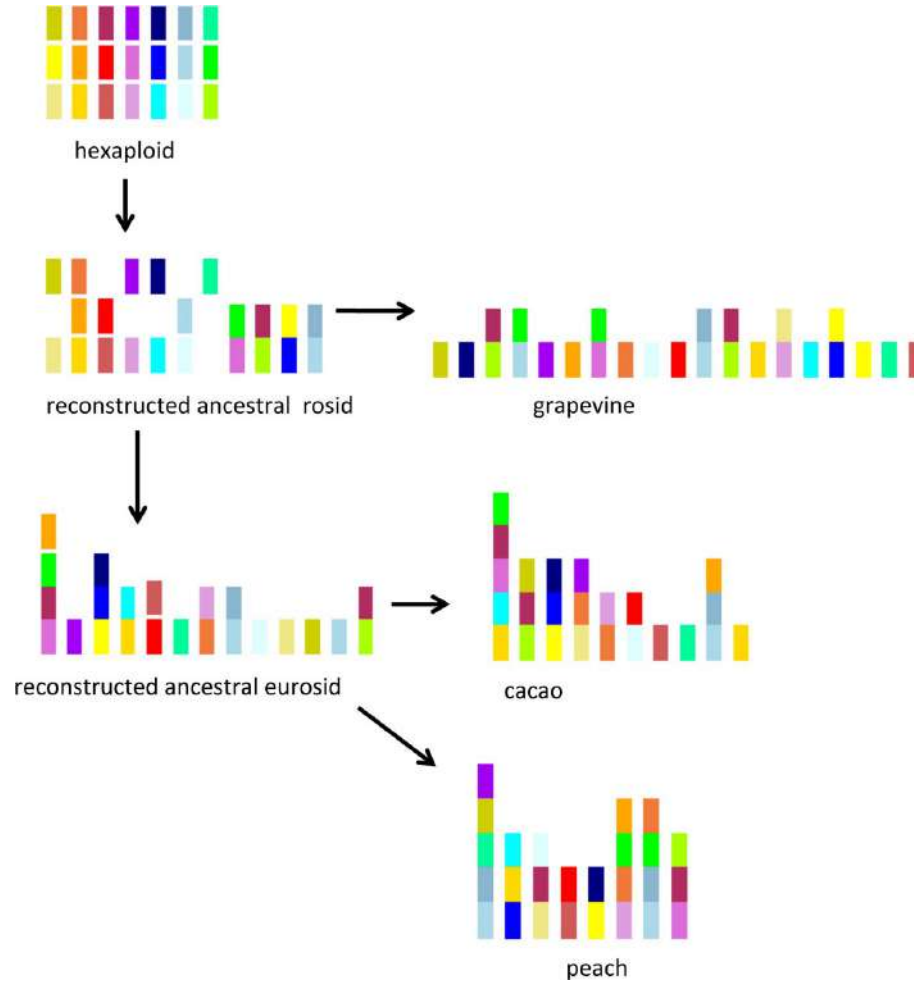 hexaploid
reconstructed ancestral rosid
grapevine
reconstructed ancestral eurosid
cacao
peach